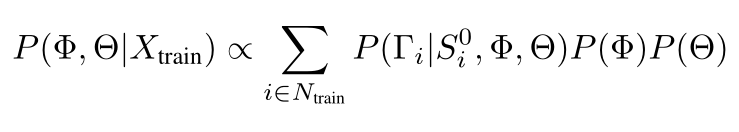 P(Φ, Θ|X_train) ∝ ∑_{i∈N_train} P(Γ_i|S_i^0, Φ, Θ)P(Φ)P(Θ)